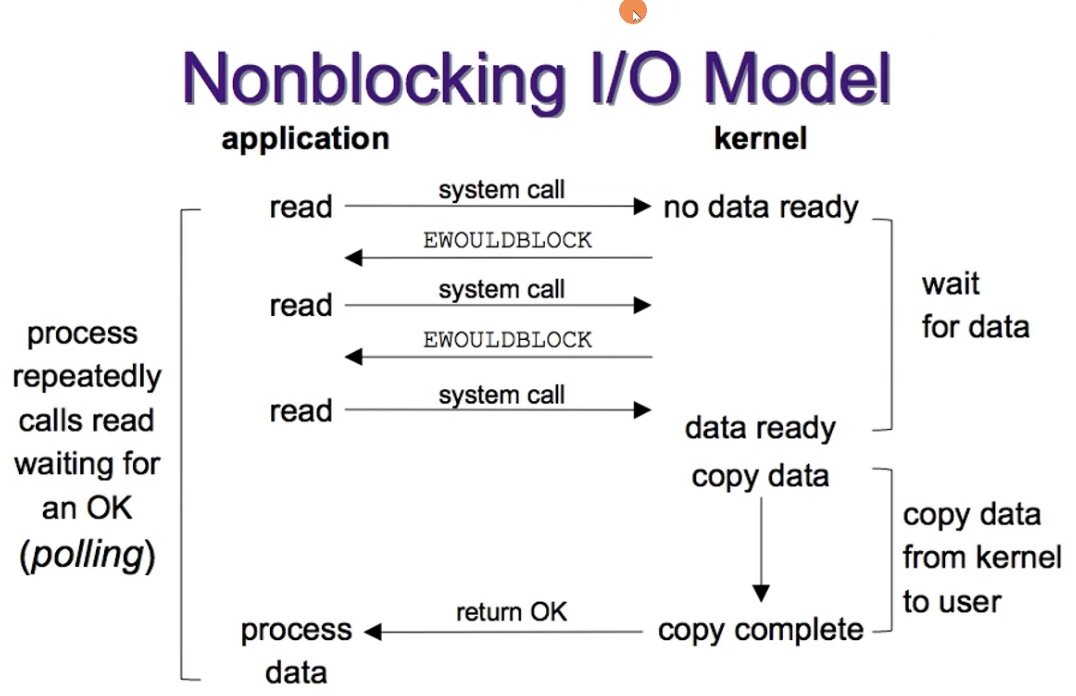 Nonblocking I/O Model
application kernel
read system call no data ready
EWOULDBLOCK
read system call
EWOULDBLOCK
read system call
data ready
copy data
wait
for data
process
repeatedly
calls read
waiting for
an OK
(polling)
copy data
from kernel
to user
process return OK copy complete
data